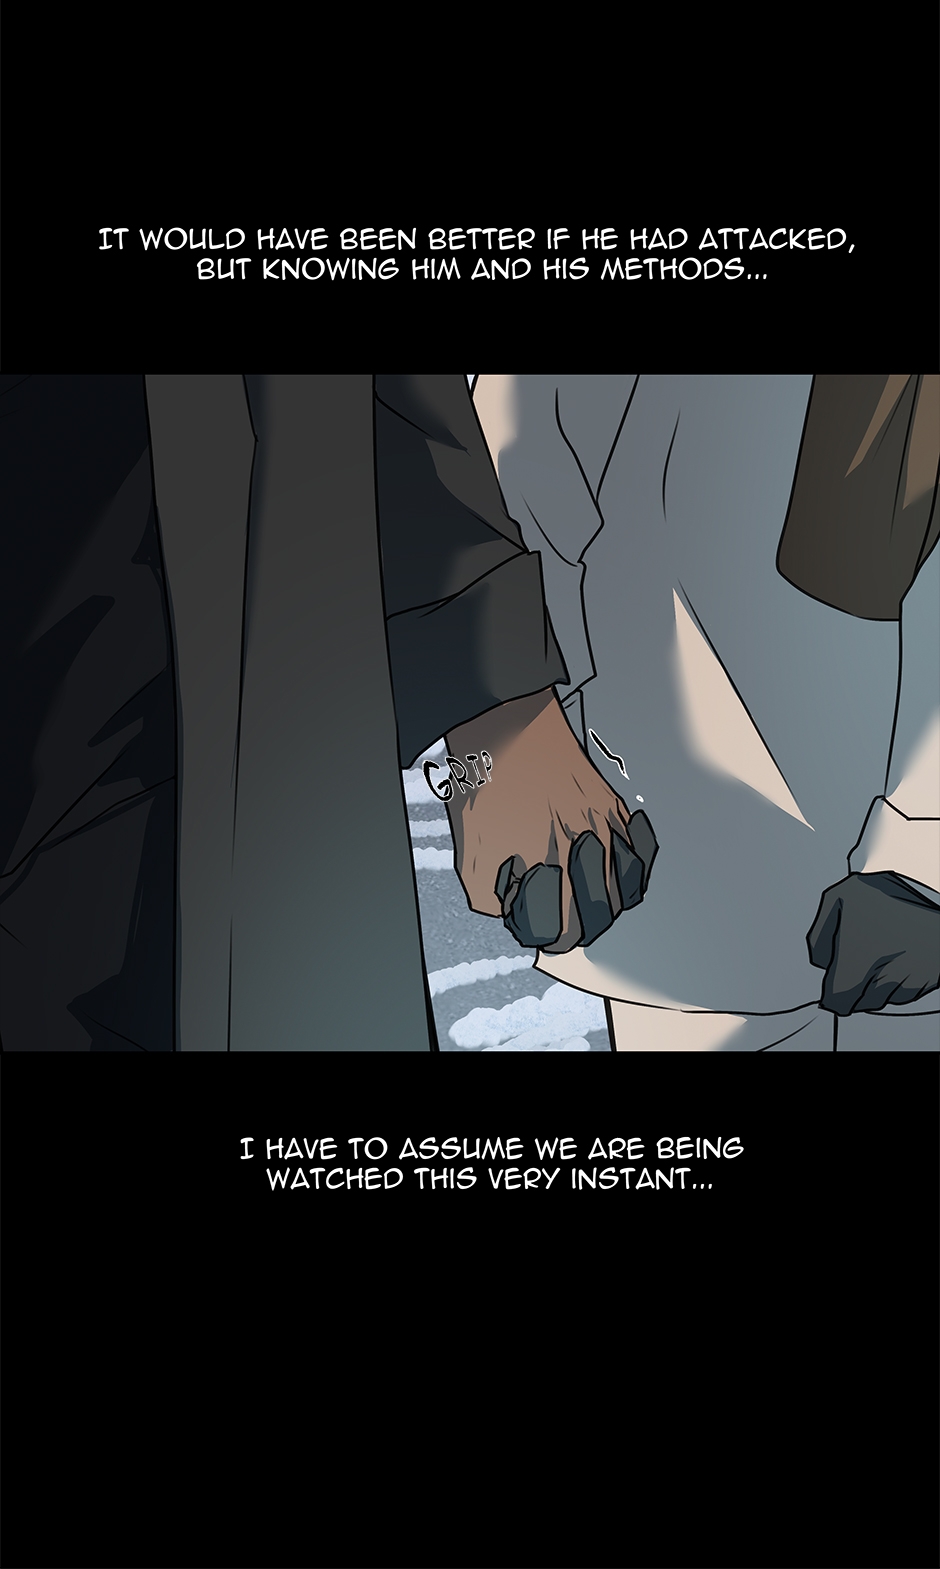 IT WOULD HAVE BEEN BETTER IF HE HAD ATTACKED,
BUT KNOWING HIM AND HIS METHODS...
GRIP
I HAVE TO ASSUME WE ARE BEING
WATCHED THIS VERY INSTANT...